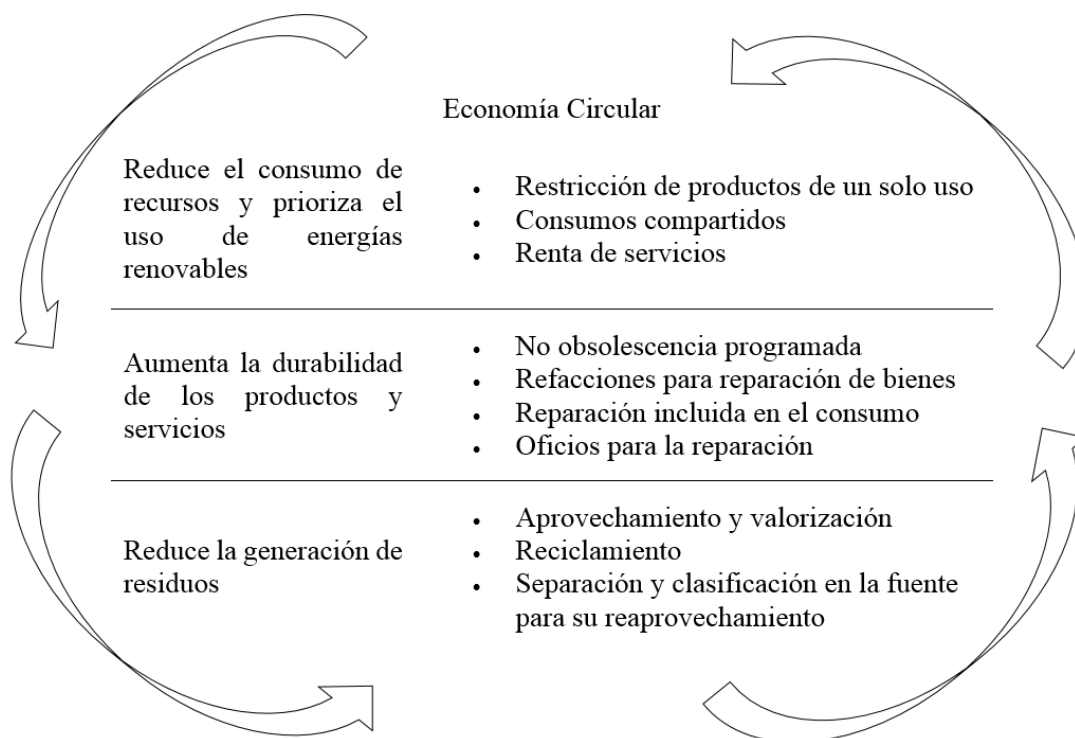 Economía Circular
Reduce el consumo de
recursos y prioriza el
uso de energías
renovables
• Restricción de productos de un solo uso
• Consumos compartidos
• Renta de servicios
Aumenta la durabilidad
de los productos y
servicios
• No obsolescencia programada
• Refacciones para reparación de bienes
• Reparación incluida en el consumo
• Oficios para la reparación
Reduce la generación de
residuos
• Aprovechamiento y valorización
• Reciclamiento
• Separación y clasificación en la fuente
para su reaprovechamiento